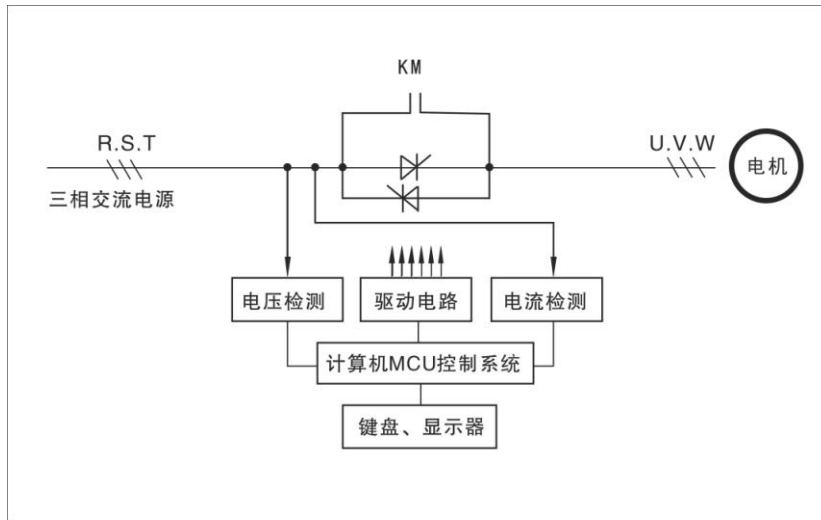 KM
R.S.T
U.V.W
三相交流电源
电机
电压检测
驱动电路
电流检测
计算机MCU控制系统
键盘、显示器